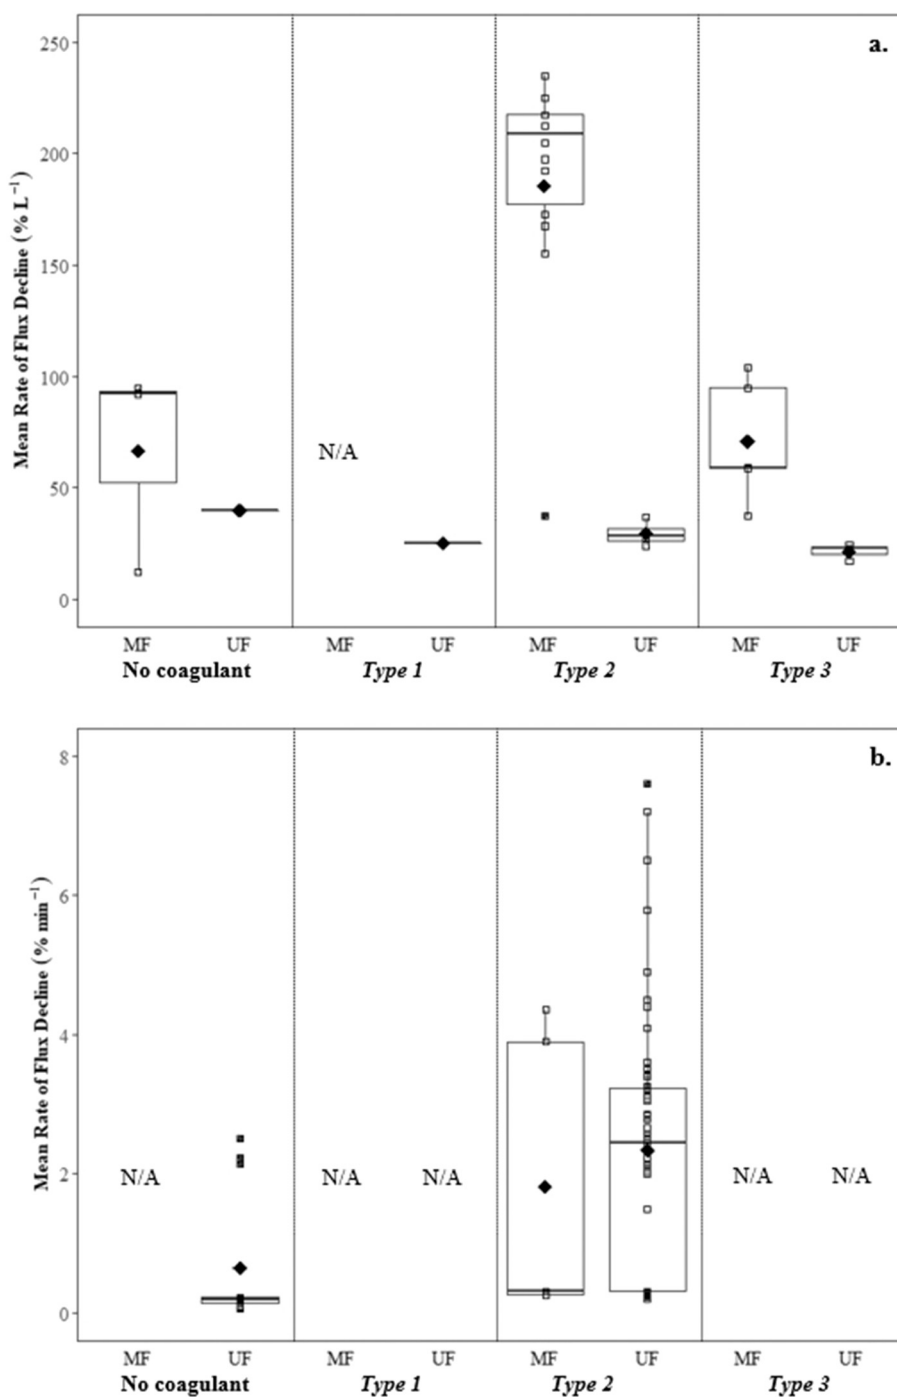 a.
Mean Rate of Flux Decline (% L⁻¹)
250
200
150
100
50
0
N/A
MF UF MF UF MF UF MF UF
No coagulant Type 1 Type 2 Type 3
b.
Mean Rate of Flux Decline (% min⁻¹)
8
6
4
2
0
N/A N/A N/A N/A N/A
MF UF MF UF MF UF MF UF
No coagulant Type 1 Type 2 Type 3